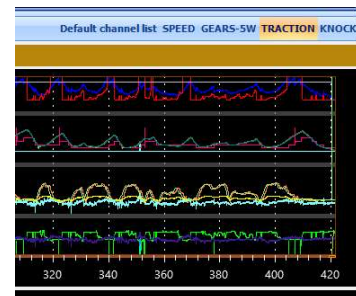 Default channel list SPEED GEARS-5W TRACTION KNOCK
320 340 360 380 400 420